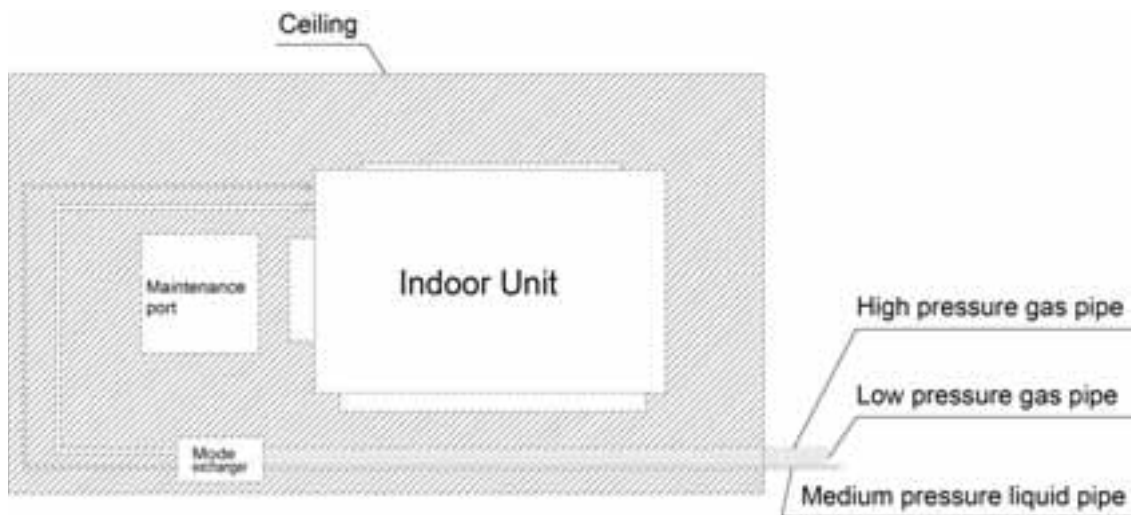 Ceiling
Indoor Unit
Maintenance
port
High pressure gas pipe
Low pressure gas pipe
Mode
exchanger
Medium pressure liquid pipe